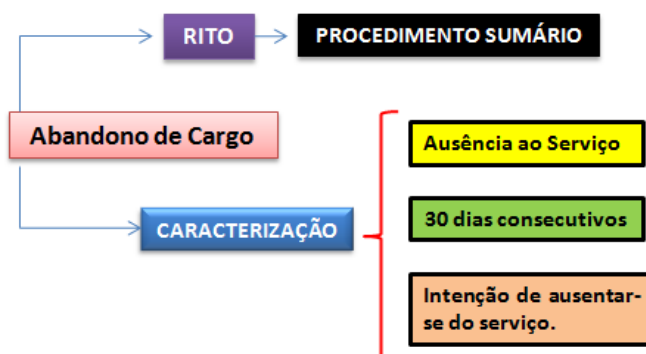 RITO
PROCEDIMENTO SUMÁRIO
Abandono de Cargo
CARACTERIZAÇÃO
Ausência ao Serviço
30 dias consecutivos
Intenção de ausentar-
se do serviço.